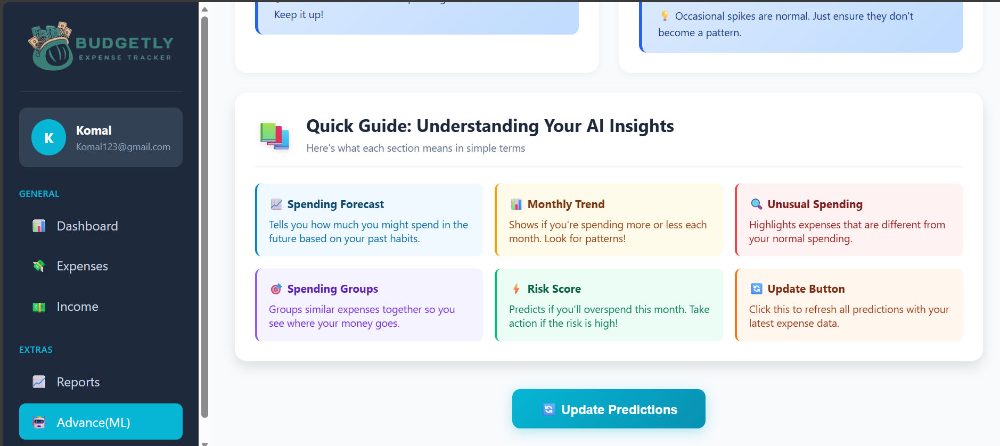 BUDGETLY
EXPENSE TRACKER
K
Komal
Komal123@gmail.com
GENERAL
Dashboard
Expenses
Income
EXTRAS
Reports
Advance(ML)
Keep it up!
Occasional spikes are normal. Just ensure they don't
become a pattern.
Quick Guide: Understanding Your AI Insights
Here's what each section means in simple terms
Spending Forecast
Tells you how much you might spend in the
future based on your past habits.
Monthly Trend
Shows if you're spending more or less each
month. Look for patterns!
Unusual Spending
Highlights expenses that are different from
your normal spending.
Spending Groups
Groups similar expenses together so you
see where your money goes.
Risk Score
Predicts if you'll overspend this month. Take
action if the risk is high!
Update Button
Click this to refresh all predictions with your
latest expense data.
Update Predictions